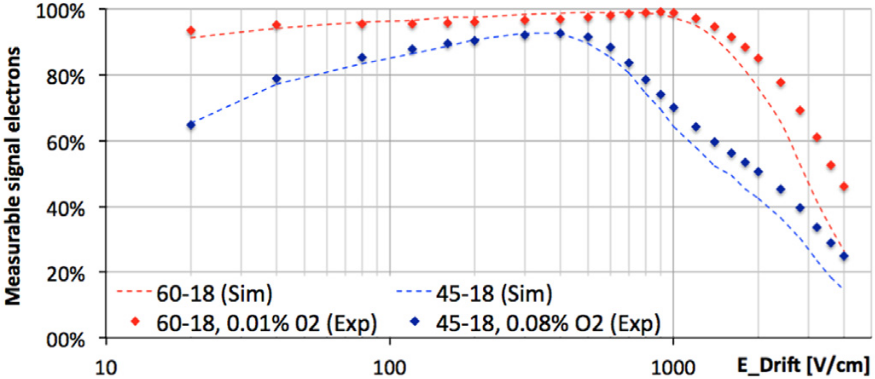 Measurable signal electrons
100%
80%
60%
40%
20%
00%
60-18 (Sim)
45-18 (Sim)
60-18, 0.01% 02 (Exp)
45-18, 0.08% O2 (Exp)
10
100
1000
E_Drift [V/cm]